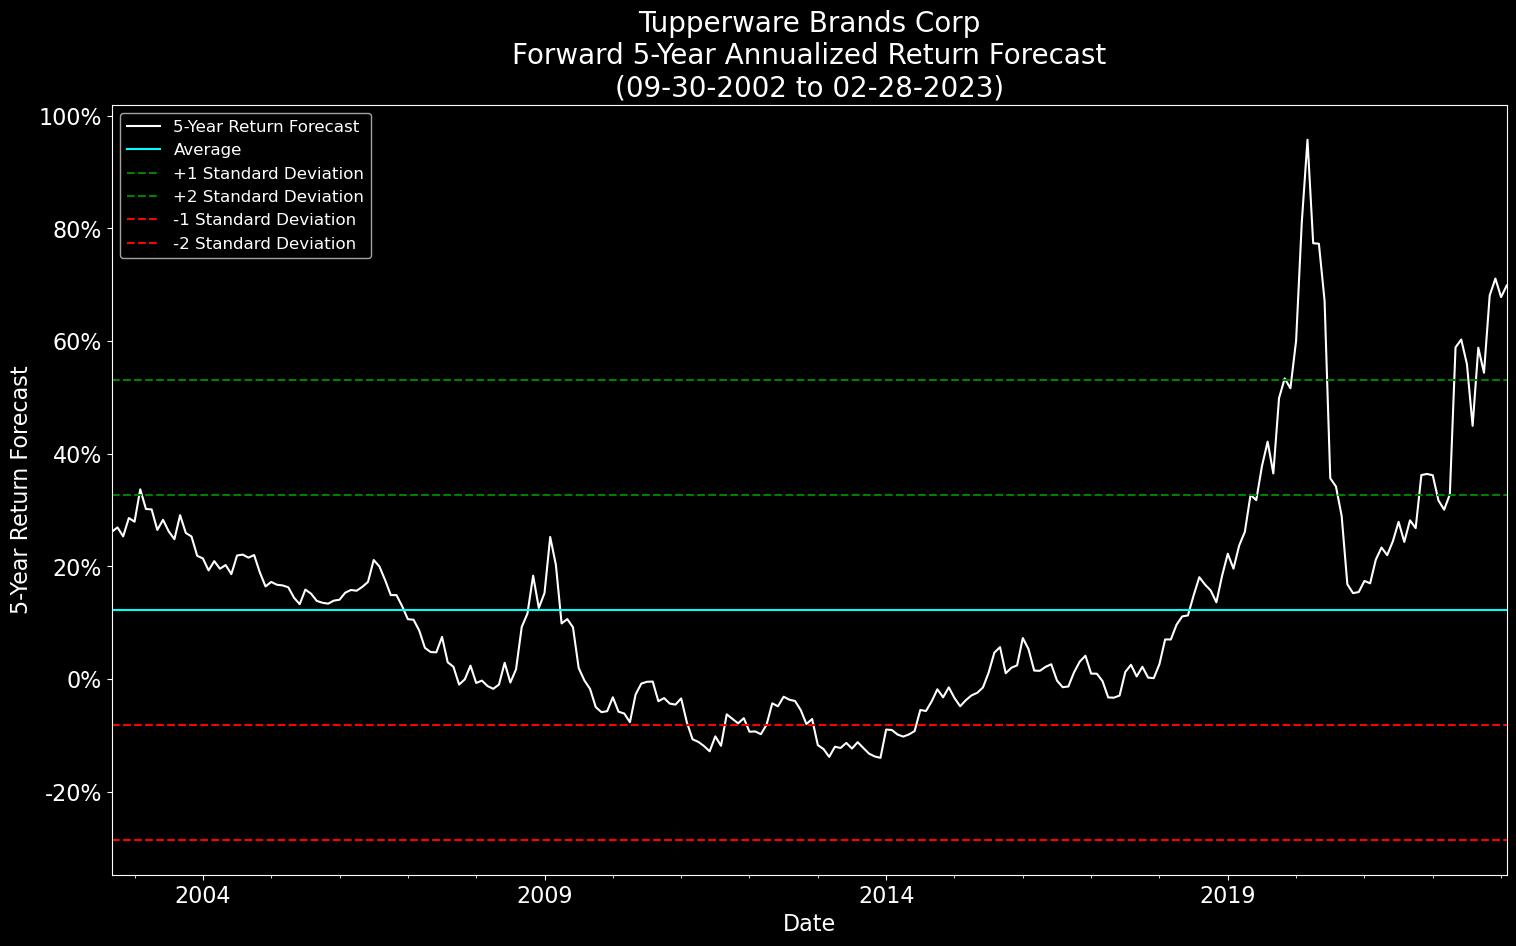 Tupperware Brands Corp
Forward 5-Year Annualized Return Forecast
(09-30-2002 to 02-28-2023)
5-Year Return Forecast
Average
+1 Standard Deviation
+2 Standard Deviation
-1 Standard Deviation
-2 Standard Deviation
100%
80%
60%
40%
20%
0%
-20%
5-Year Return Forecast
2004
2009
2014
2019
Date